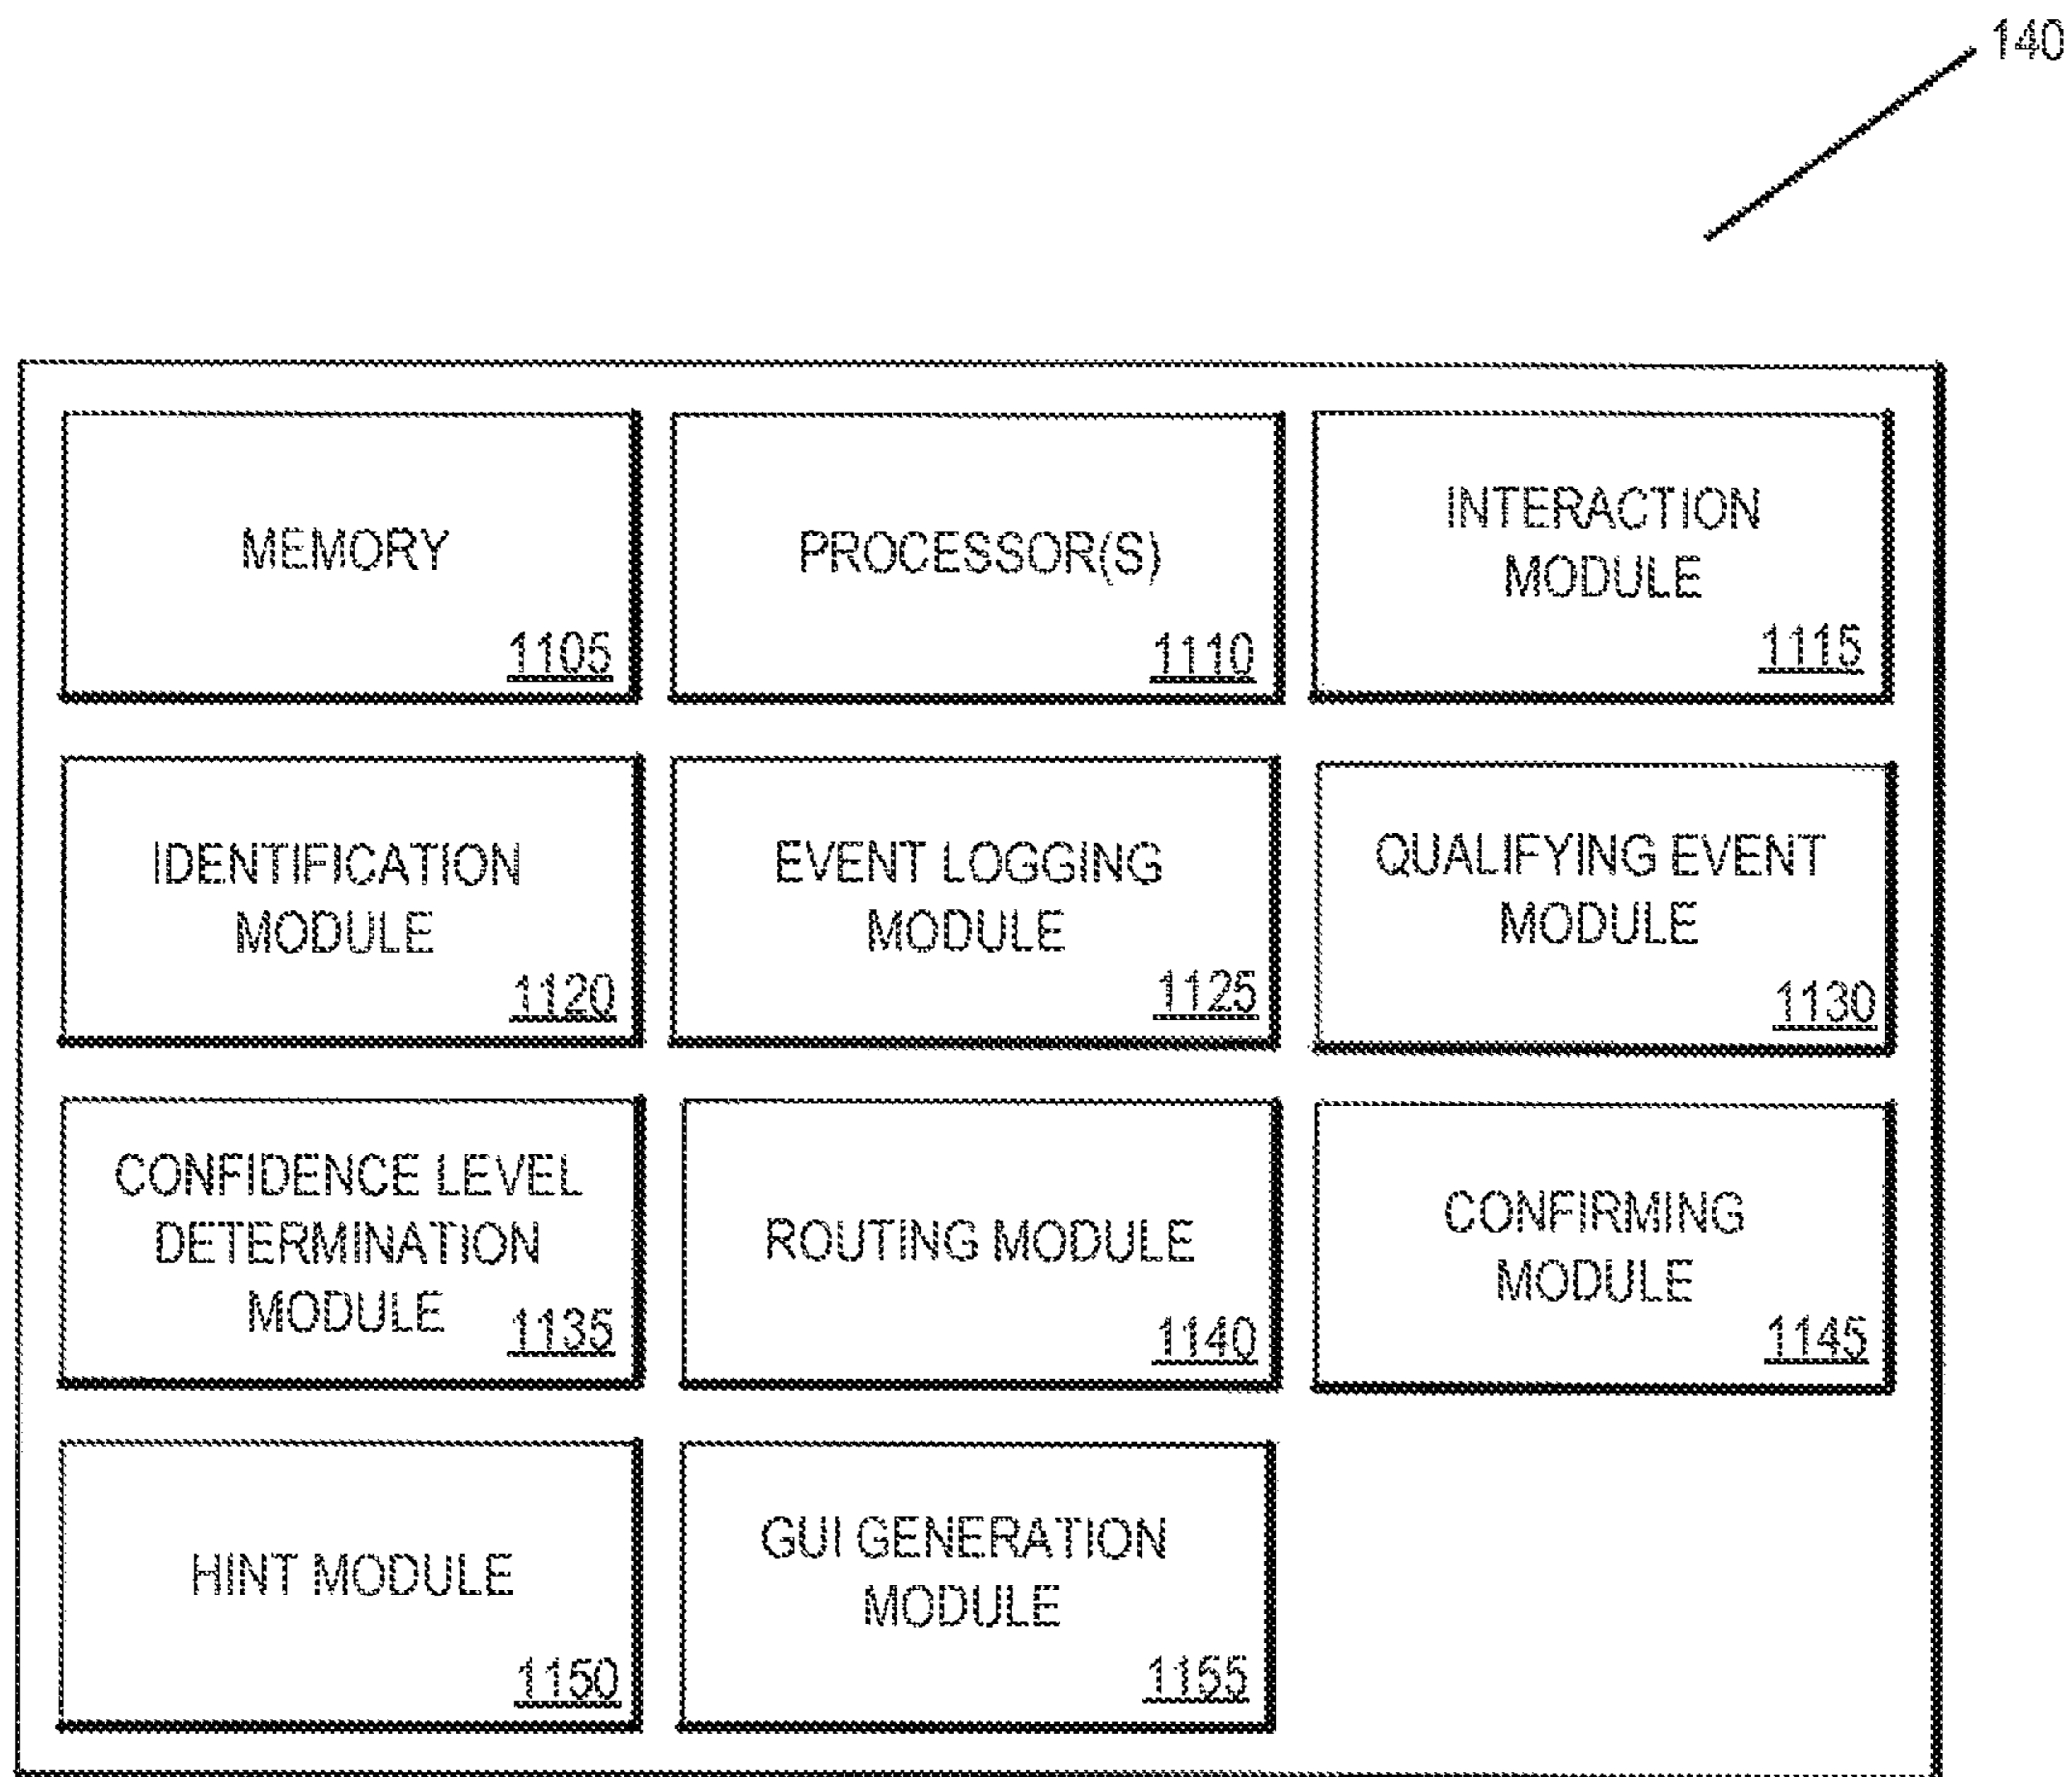 140
MEMORY
1105
PROCESSOR(S)
1110
INTERACTION
MODULE
1115
IDENTIFICATION
MODULE
1120
EVENT LOGGING
MODULE
1125
QUALIFYING EVENT
MODULE
1130
CONFIDENCE LEVEL
DETERMINATION
MODULE
1135
ROUTING MODULE
1140
CONFIRMING
MODULE
1145
HINT MODULE
1150
GUI GENERATION
MODULE
1155